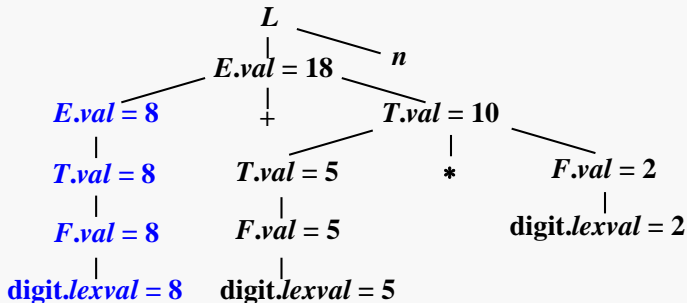 L
E.val = 18 n
E.val = 8 + T.val = 10
T.val = 8 T.val = 5 * F.val = 2
F.val = 8 F.val = 5 digit.lexval = 2
digit.lexval = 8 digit.lexval = 5